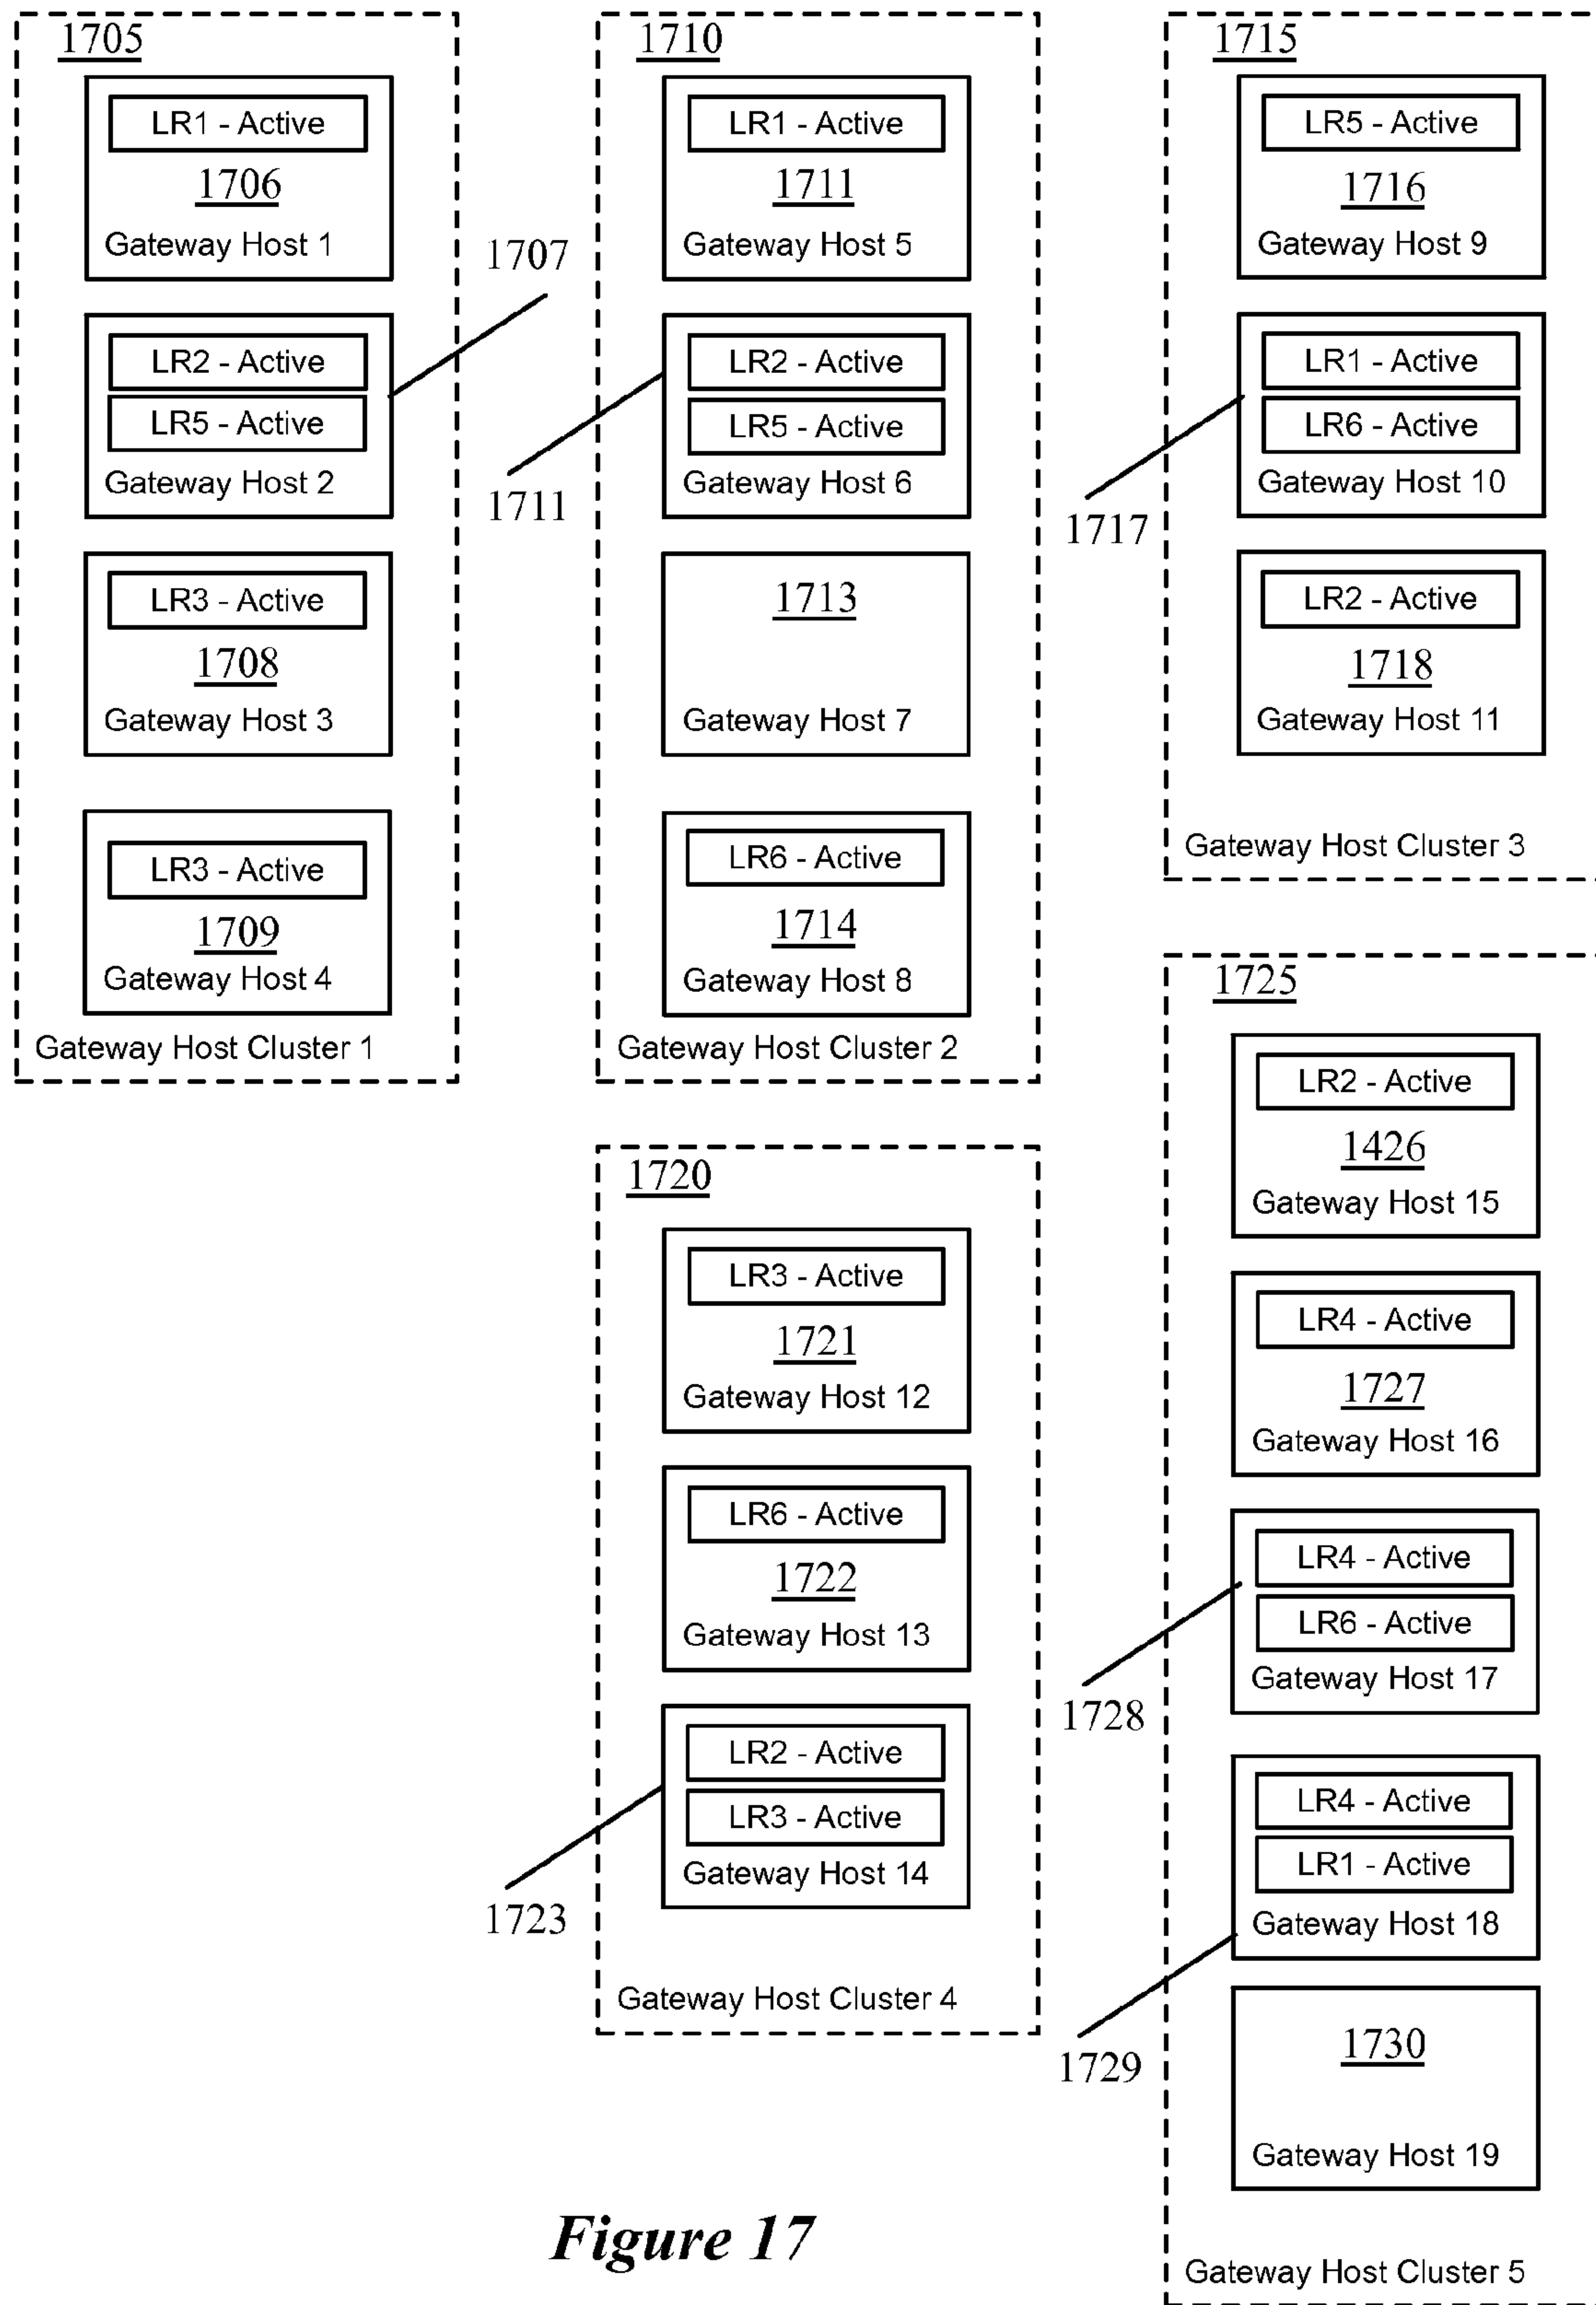 1705
LR1 - Active
1706
Gateway Host 1
1707
LR2 - Active
LR5 - Active
Gateway Host 2
LR3 - Active
1708
Gateway Host 3
LR3 - Active
1709
Gateway Host 4
Gateway Host Cluster 1
1710
LR1 - Active
1711
Gateway Host 5
LR2 - Active
LR5 - Active
Gateway Host 6
1711
1713
Gateway Host 7
LR6 - Active
1714
Gateway Host 8
Gateway Host Cluster 2
1715
LR5 - Active
1716
Gateway Host 9
LR1 - Active
LR6 - Active
Gateway Host 10
1717
LR2 - Active
1718
Gateway Host 11
Gateway Host Cluster 3
1720
LR3 - Active
1721
Gateway Host 12
LR6 - Active
1722
Gateway Host 13
LR2 - Active
LR3 - Active
Gateway Host 14
1723
Gateway Host Cluster 4
1725
LR2 - Active
1426
Gateway Host 15
LR4 - Active
1727
Gateway Host 16
LR4 - Active
LR6 - Active
Gateway Host 17
1728
LR4 - Active
LR1 - Active
Gateway Host 18
1729
1730
Gateway Host 19
Gateway Host Cluster 5
Figure 17